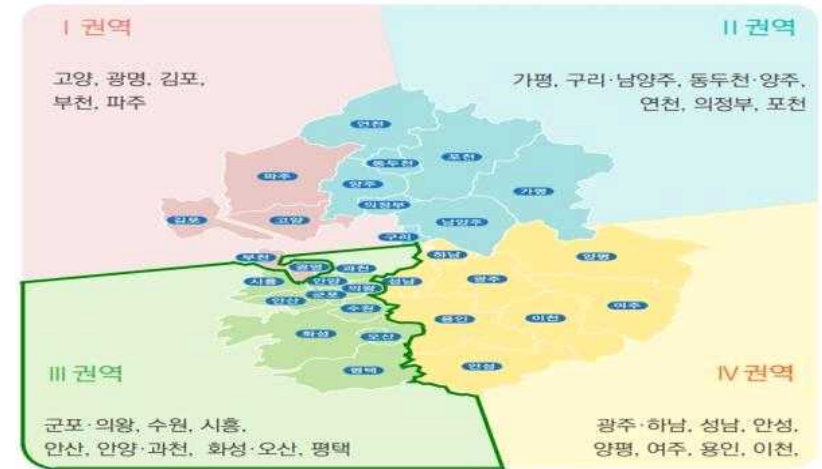 I 권역
II 권역
고양, 광명, 김포,
부천, 파주
가평, 구리·남양주, 동두천·양주,
연천, 의정부, 포천
연천
동두천
포천
파주
양주
가평
의정부
김포
고양
남양주
구리
부천
하남
양평
광명
과천
시흥
안양
의왕
성남
광주
군포
안산
수원
여주
용인
이천
화성
오산
안성
평택
III 권역
IV 권역
군포·의왕, 수원, 시흥,
안산, 안양·과천, 화성·오산, 평택
광주·하남, 성남, 안성,
양평, 여주, 용인, 이천,